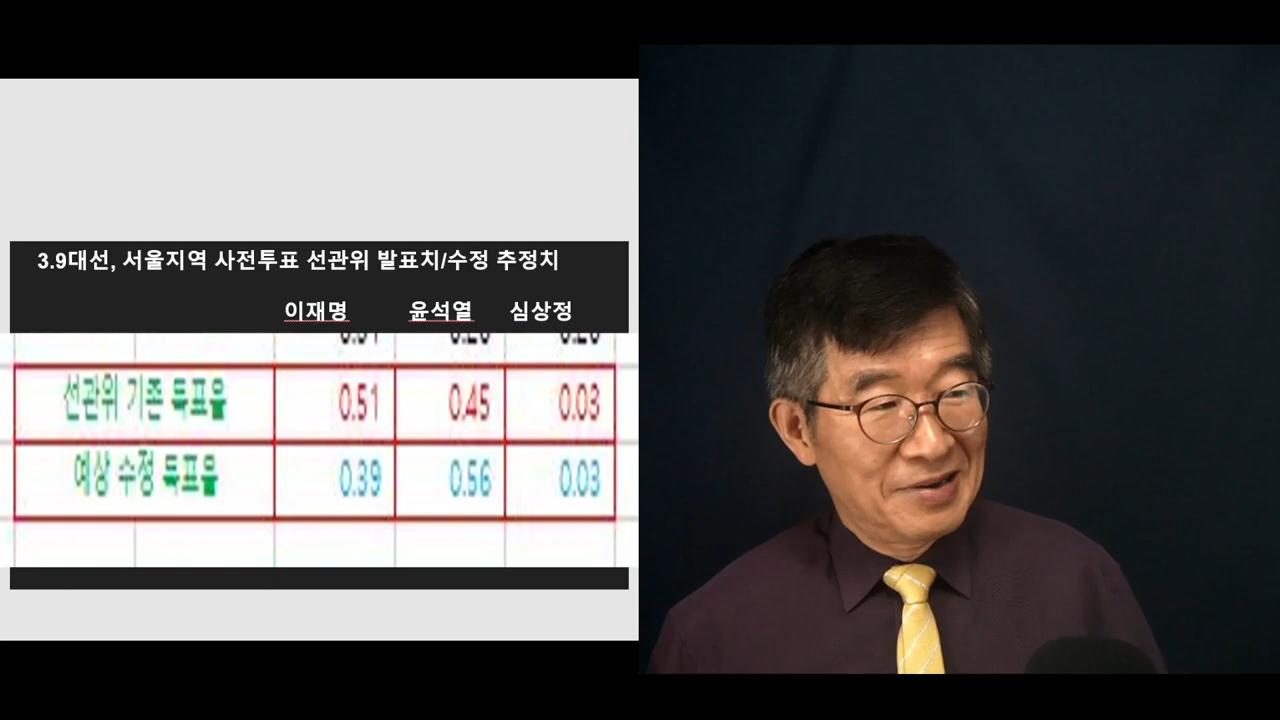 3.9대선, 서울지역 사전투표 선관위 발표치/수정 추정치
이재명 윤석열 심상정
선관위 기존 득표율 0.51 0.45 0.03
예상 수정 득표율 0.39 0.56 0.03